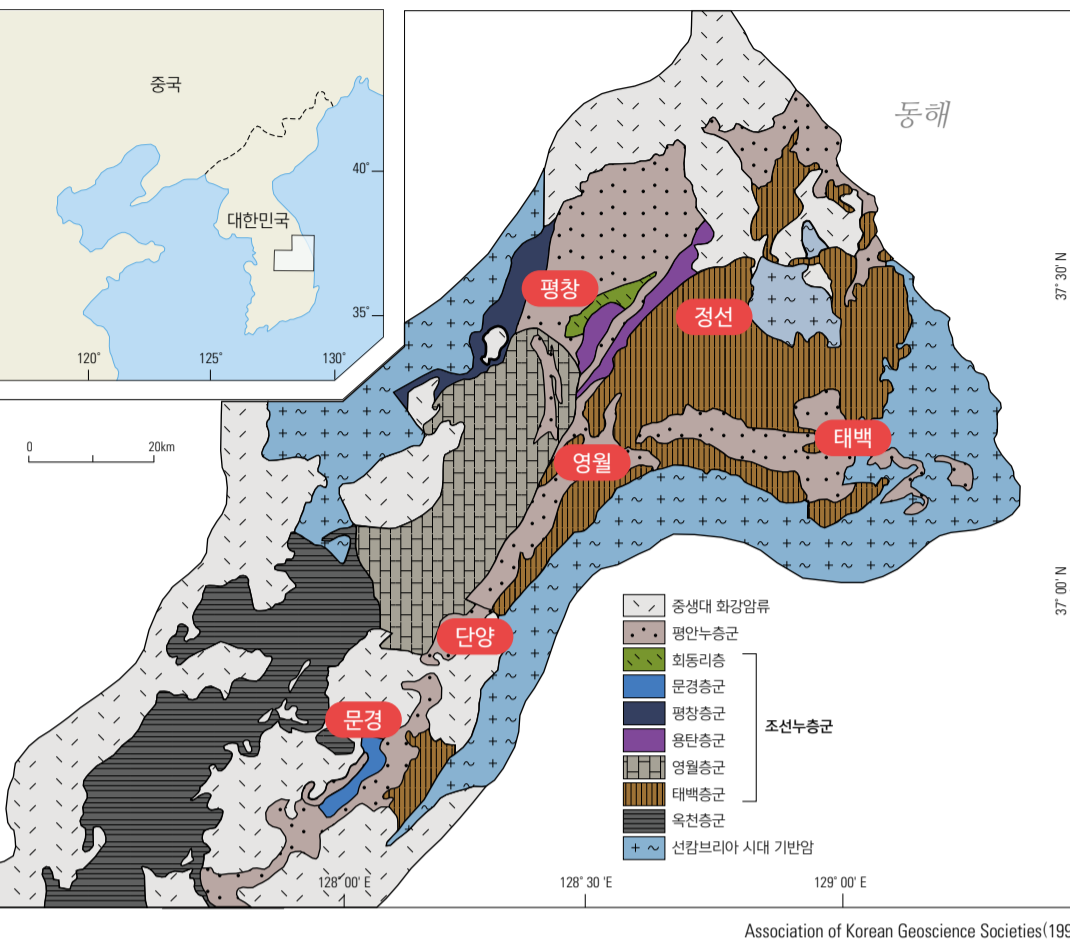 중국
대한민국
40°
35°
120°
125°
130°
0
20km
동해
평창
정선
태백
영월
단양
문경
37° 30' N
37° 00' N
중생대 화강암류
평안누층군
회동리층
문경층군
평창층군
용탄층군
영월층군
태백층군
옥천층군
선캄브리아 시대 기반암
조선누층군
128° 00' E
128° 30' E
129° 00' E
Association of Korean Geoscience Societies(199